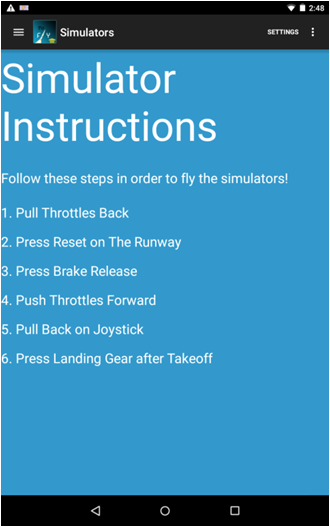 2:48
Simulators
SETTINGS
Simulator
Instructions
Follow these steps in order to fly the simulators!
1. Pull Throttles Back
2. Press Reset on The Runway
3. Press Brake Release
4. Push Throttles Forward
5. Pull Back on Joystick
6. Press Landing Gear after Takeoff